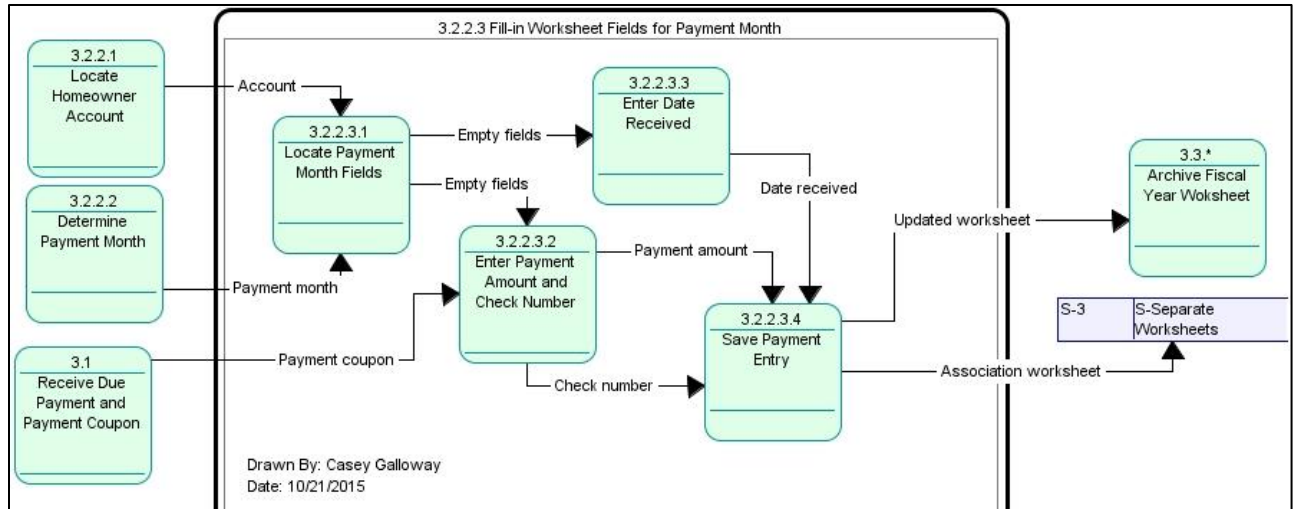 3.2.2.3 Fill-in Worksheet Fields for Payment Month
3.2.2.1
Locate
Homeowner
Account
Account
3.2.2.2
Determine
Payment Month
Payment month
3.1
Receive Due
Payment and
Payment Coupon
Payment coupon
3.2.2.3.1
Locate Payment
Month Fields
Empty fields
Empty fields
3.2.2.3.3
Enter Date
Received
Date received
3.2.2.3.2
Enter Payment
Amount and
Check Number
Payment amount
Check number
3.2.2.3.4
Save Payment
Entry
Updated worksheet
Association worksheet
3.3.*
Archive Fiscal
Year Woksheet
S-3
S-Separate
Worksheets
Drawn By: Casey Galloway
Date: 10/21/2015